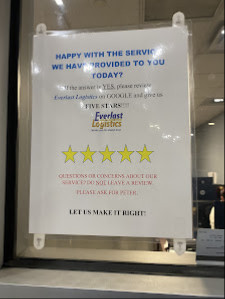 HAPPY WITH THE SERVICE
WE HAVE PROVIDED TO YOU
TODAY?
If the answer is YES, please review
Everlast Logistics on GOOGLE and give us
FIVE STARS!!!!
Everlast
Logistics
QUESTIONS OR CONCERNS ABOUT OUR
SERVICE? DO NOT LEAVE A REVIEW.
PLEASE ASK FOR PETER.
LET US MAKE IT RIGHT!